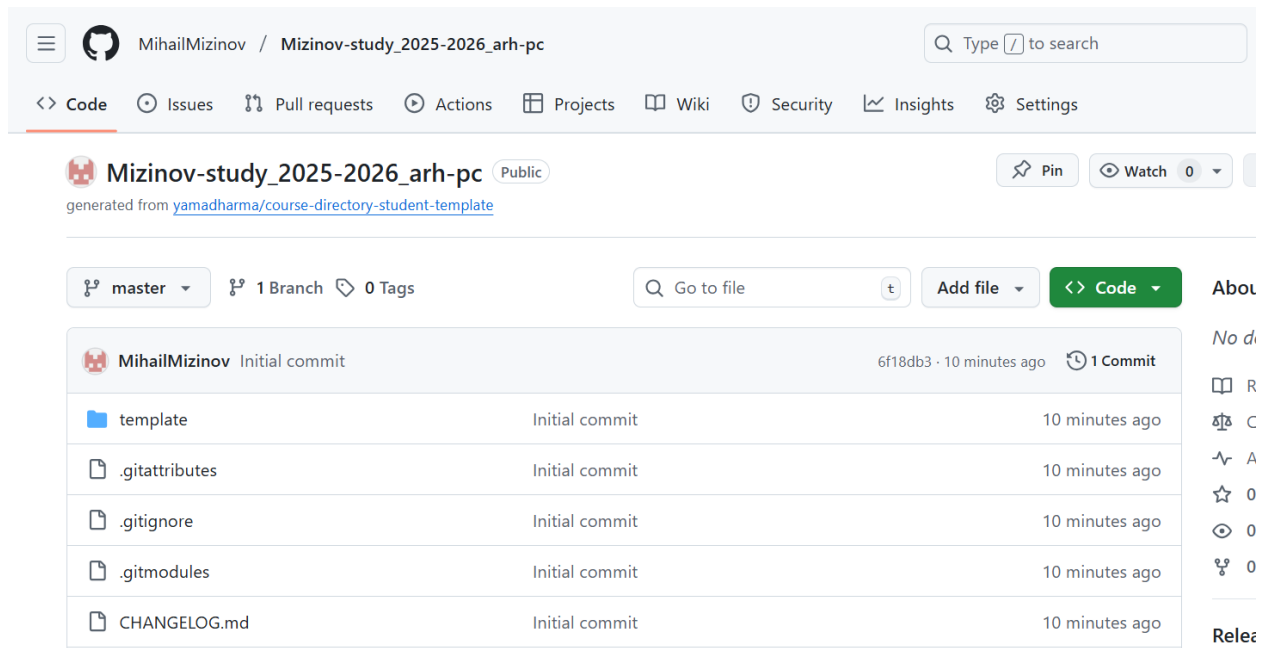 MihailMizinov / Mizinov-study_2025-2026_arh-pc
Type / to search
Code Issues Pull requests Actions Projects Wiki Security Insights Settings
Mizinov-study_2025-2026_arh-pc Public
Pin
Watch 0
generated from yamadharma/course-directory-student-template
master 1 Branch 0 Tags
Go to file t
Add file
Code
MihailMizinov Initial commit 6f18db3 · 10 minutes ago 1 Commit
template Initial commit 10 minutes ago
.gitattributes Initial commit 10 minutes ago
.gitignore Initial commit 10 minutes ago
.gitmodules Initial commit 10 minutes ago
CHANGELOG.md Initial commit 10 minutes ago
Abou
No d
R
A
0
0
0
Relea